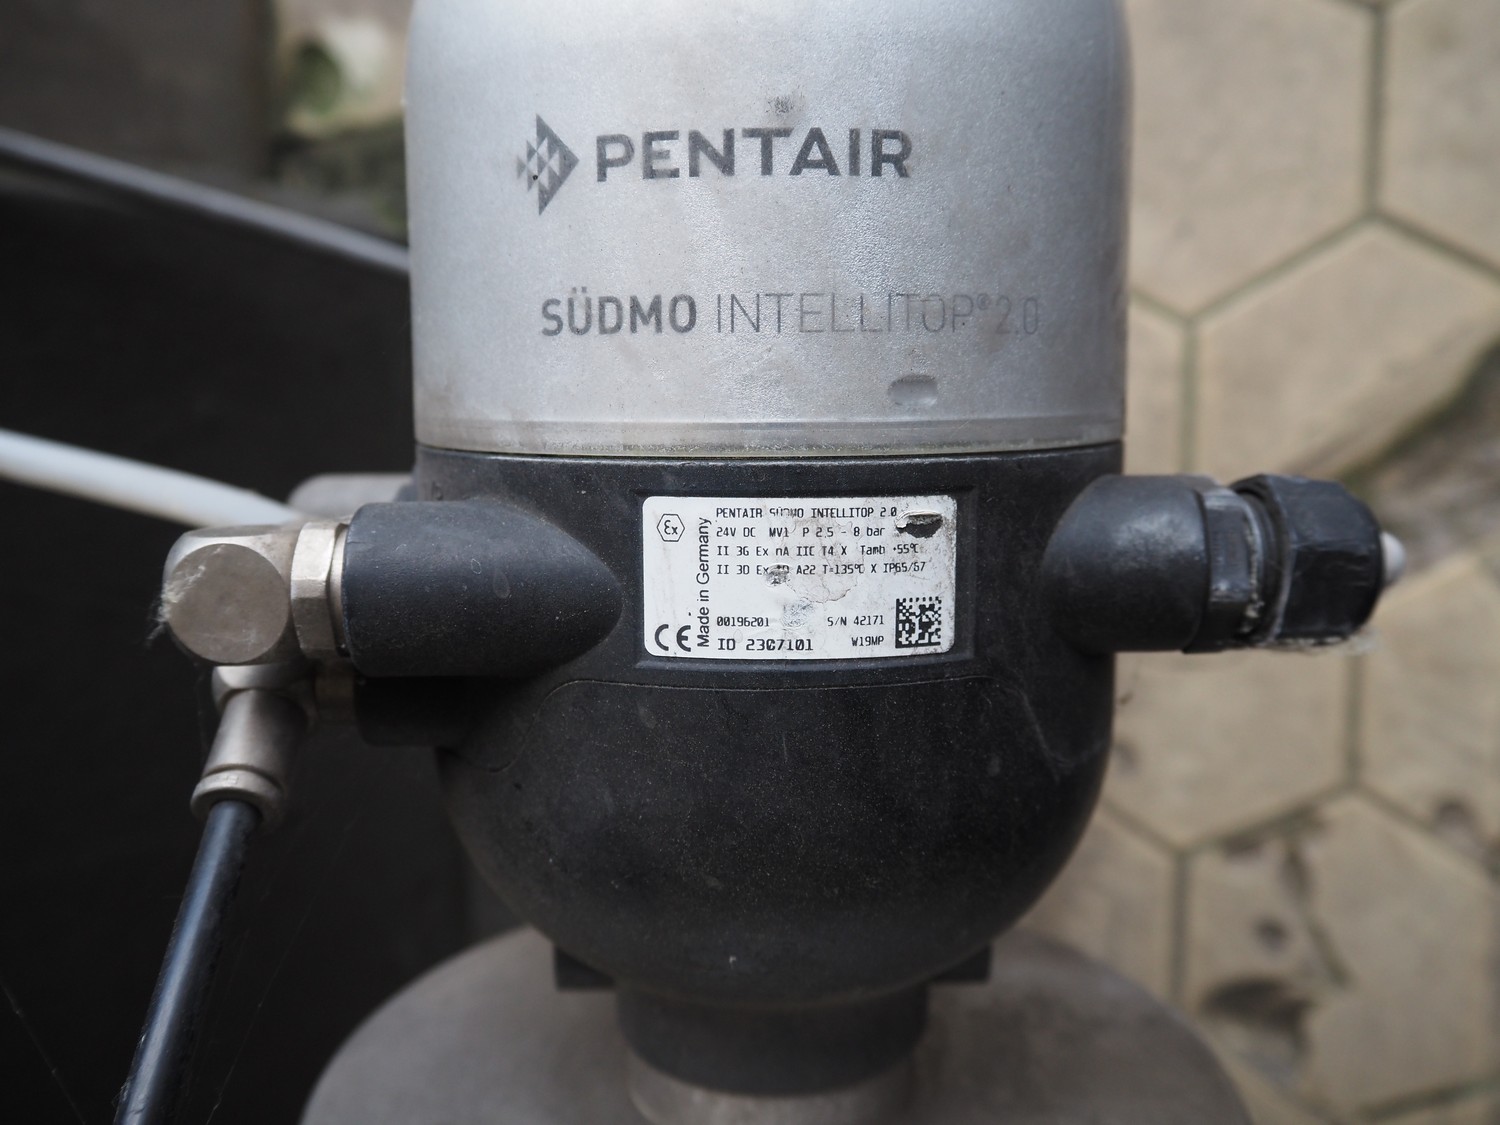 PENTAIR
SÜDMO INTELLITOP® 2.0
Ex
PENTAIR SÜDMO INTELLITOP 2.0
24V DC MV1 P 2.5 - 8 bar
II 3G Ex nA IIC T4 X Tamb +55°C
II 3D Ex A22 T=135°C X IP65/67
Made in Germany
00196201 S/N 42171
CE ID 2307101 W19MP